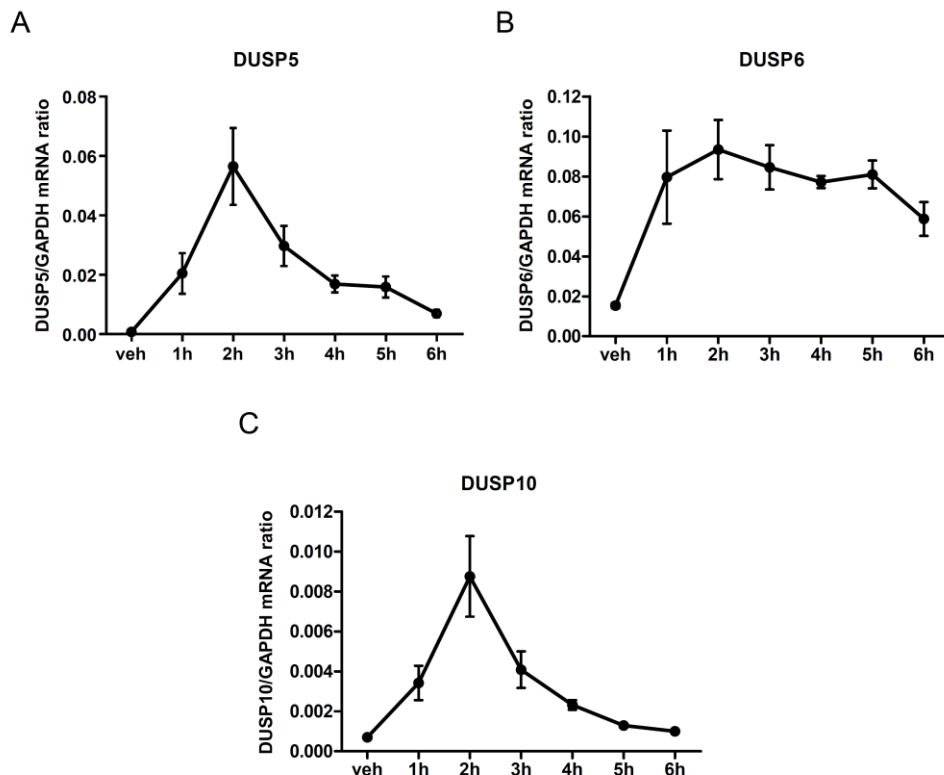 A
DUSP5
DUSP5/GAPDH mRNA ratio
0.08
0.06
0.04
0.02
0.00
veh 1h 2h 3h 4h 5h 6h
B
DUSP6
DUSP6/GAPDH mRNA ratio
0.12
0.10
0.08
0.06
0.04
0.02
0.00
veh 1h 2h 3h 4h 5h 6h
C
DUSP10
DUSP10/GAPDH mRNA ratio
0.012
0.010
0.008
0.006
0.004
0.002
0.000
veh 1h 2h 3h 4h 5h 6h